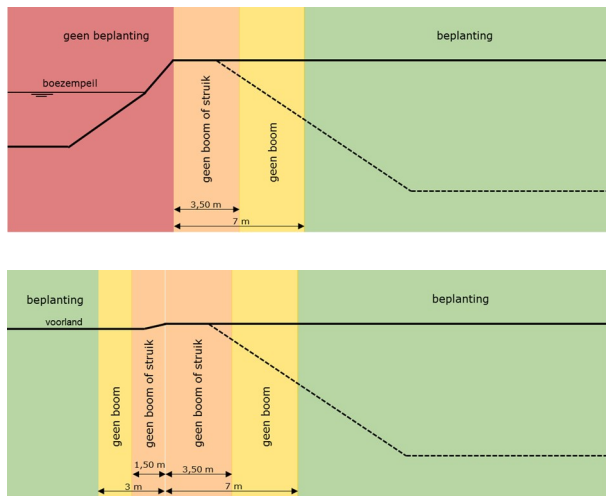 geen beplanting
beplanting
boezempeil
geen boom of struik
geen boom
3,50 m
7 m
beplanting
beplanting
voorland
geen boom
geen boom of struik
geen boom of struik
geen boom
1,50 m
3,50 m
3 m
7 m